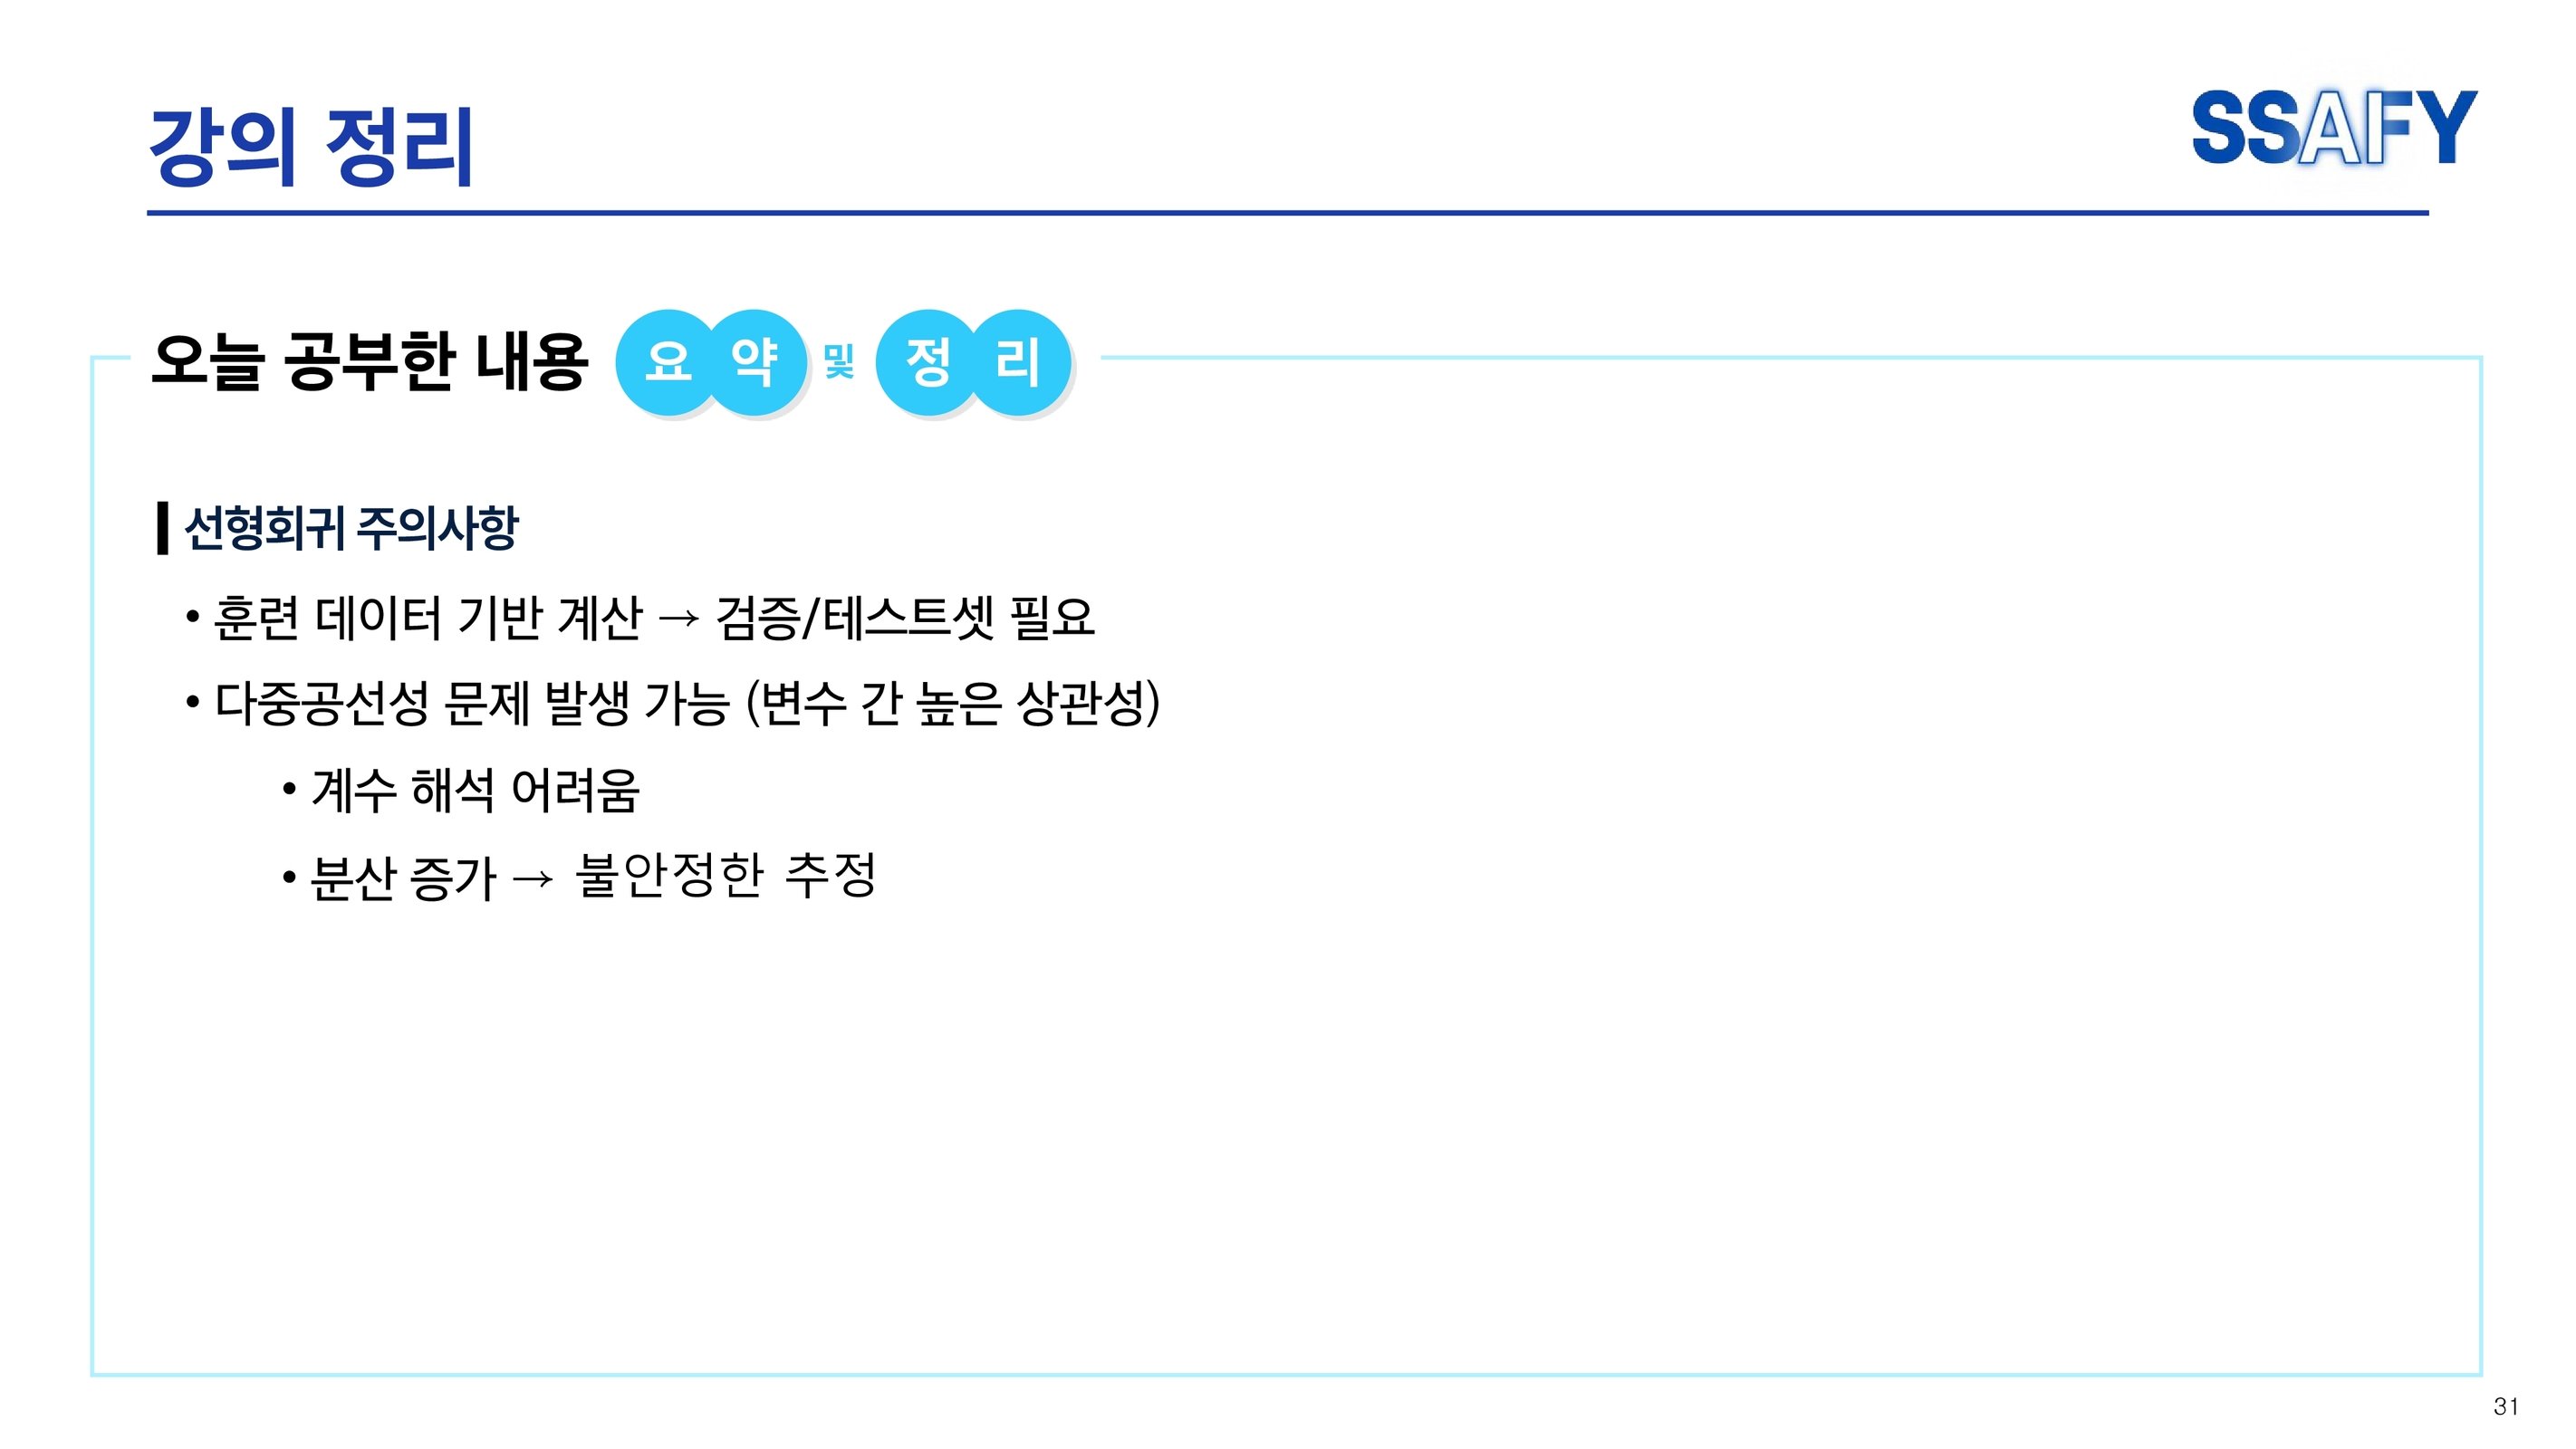 강의 정리
SSAFY
오늘 공부한 내용 요약 및 정리
선형회귀 주의사항
• 훈련 데이터 기반 계산 → 검증/테스트셋 필요
• 다중공선성 문제 발생 가능 (변수 간 높은 상관성)
• 계수 해석 어려움
• 분산 증가 → 불안정한 추정
31